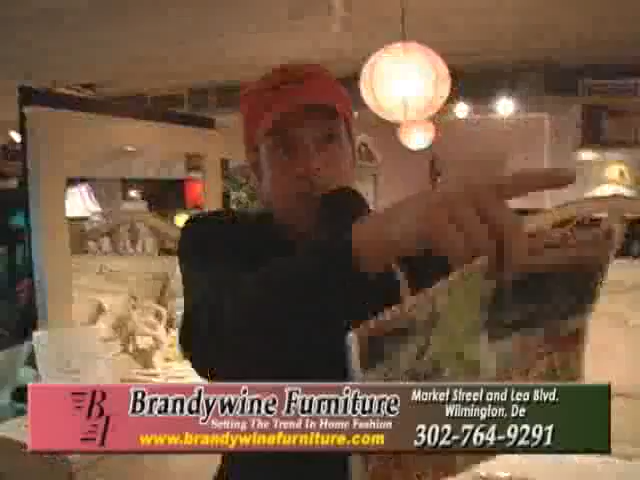 BF
Brandywine Furniture
Setting The Trend In Home Fashion
www.brandywinefurniture.com
Market Street and Lea Blvd.
Wilmington, De
302-764-9291